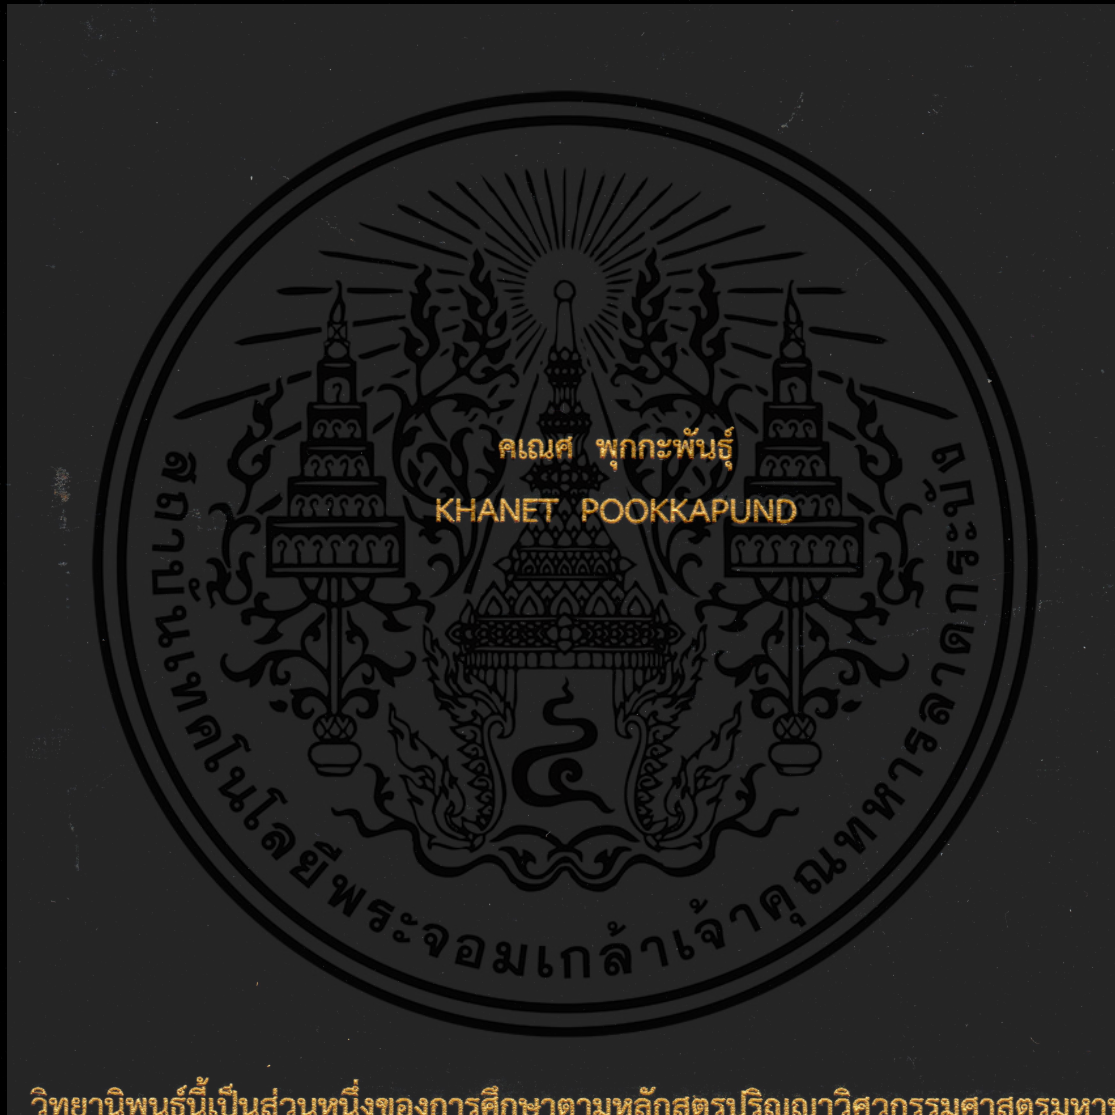 คเณศ พุกกะพันธุ์
KHANET POOKKAPUND
สถาบันเทคโนโลยีพระจอมเกล้าเจ้าคุณทหารลาดกระบัง
๔
วิทยานิพนธ์นี้เป็นส่วนหนึ่งของการศึกษาตามหลักสูตรปริญญาวิศวกรรมศาสตรมหา